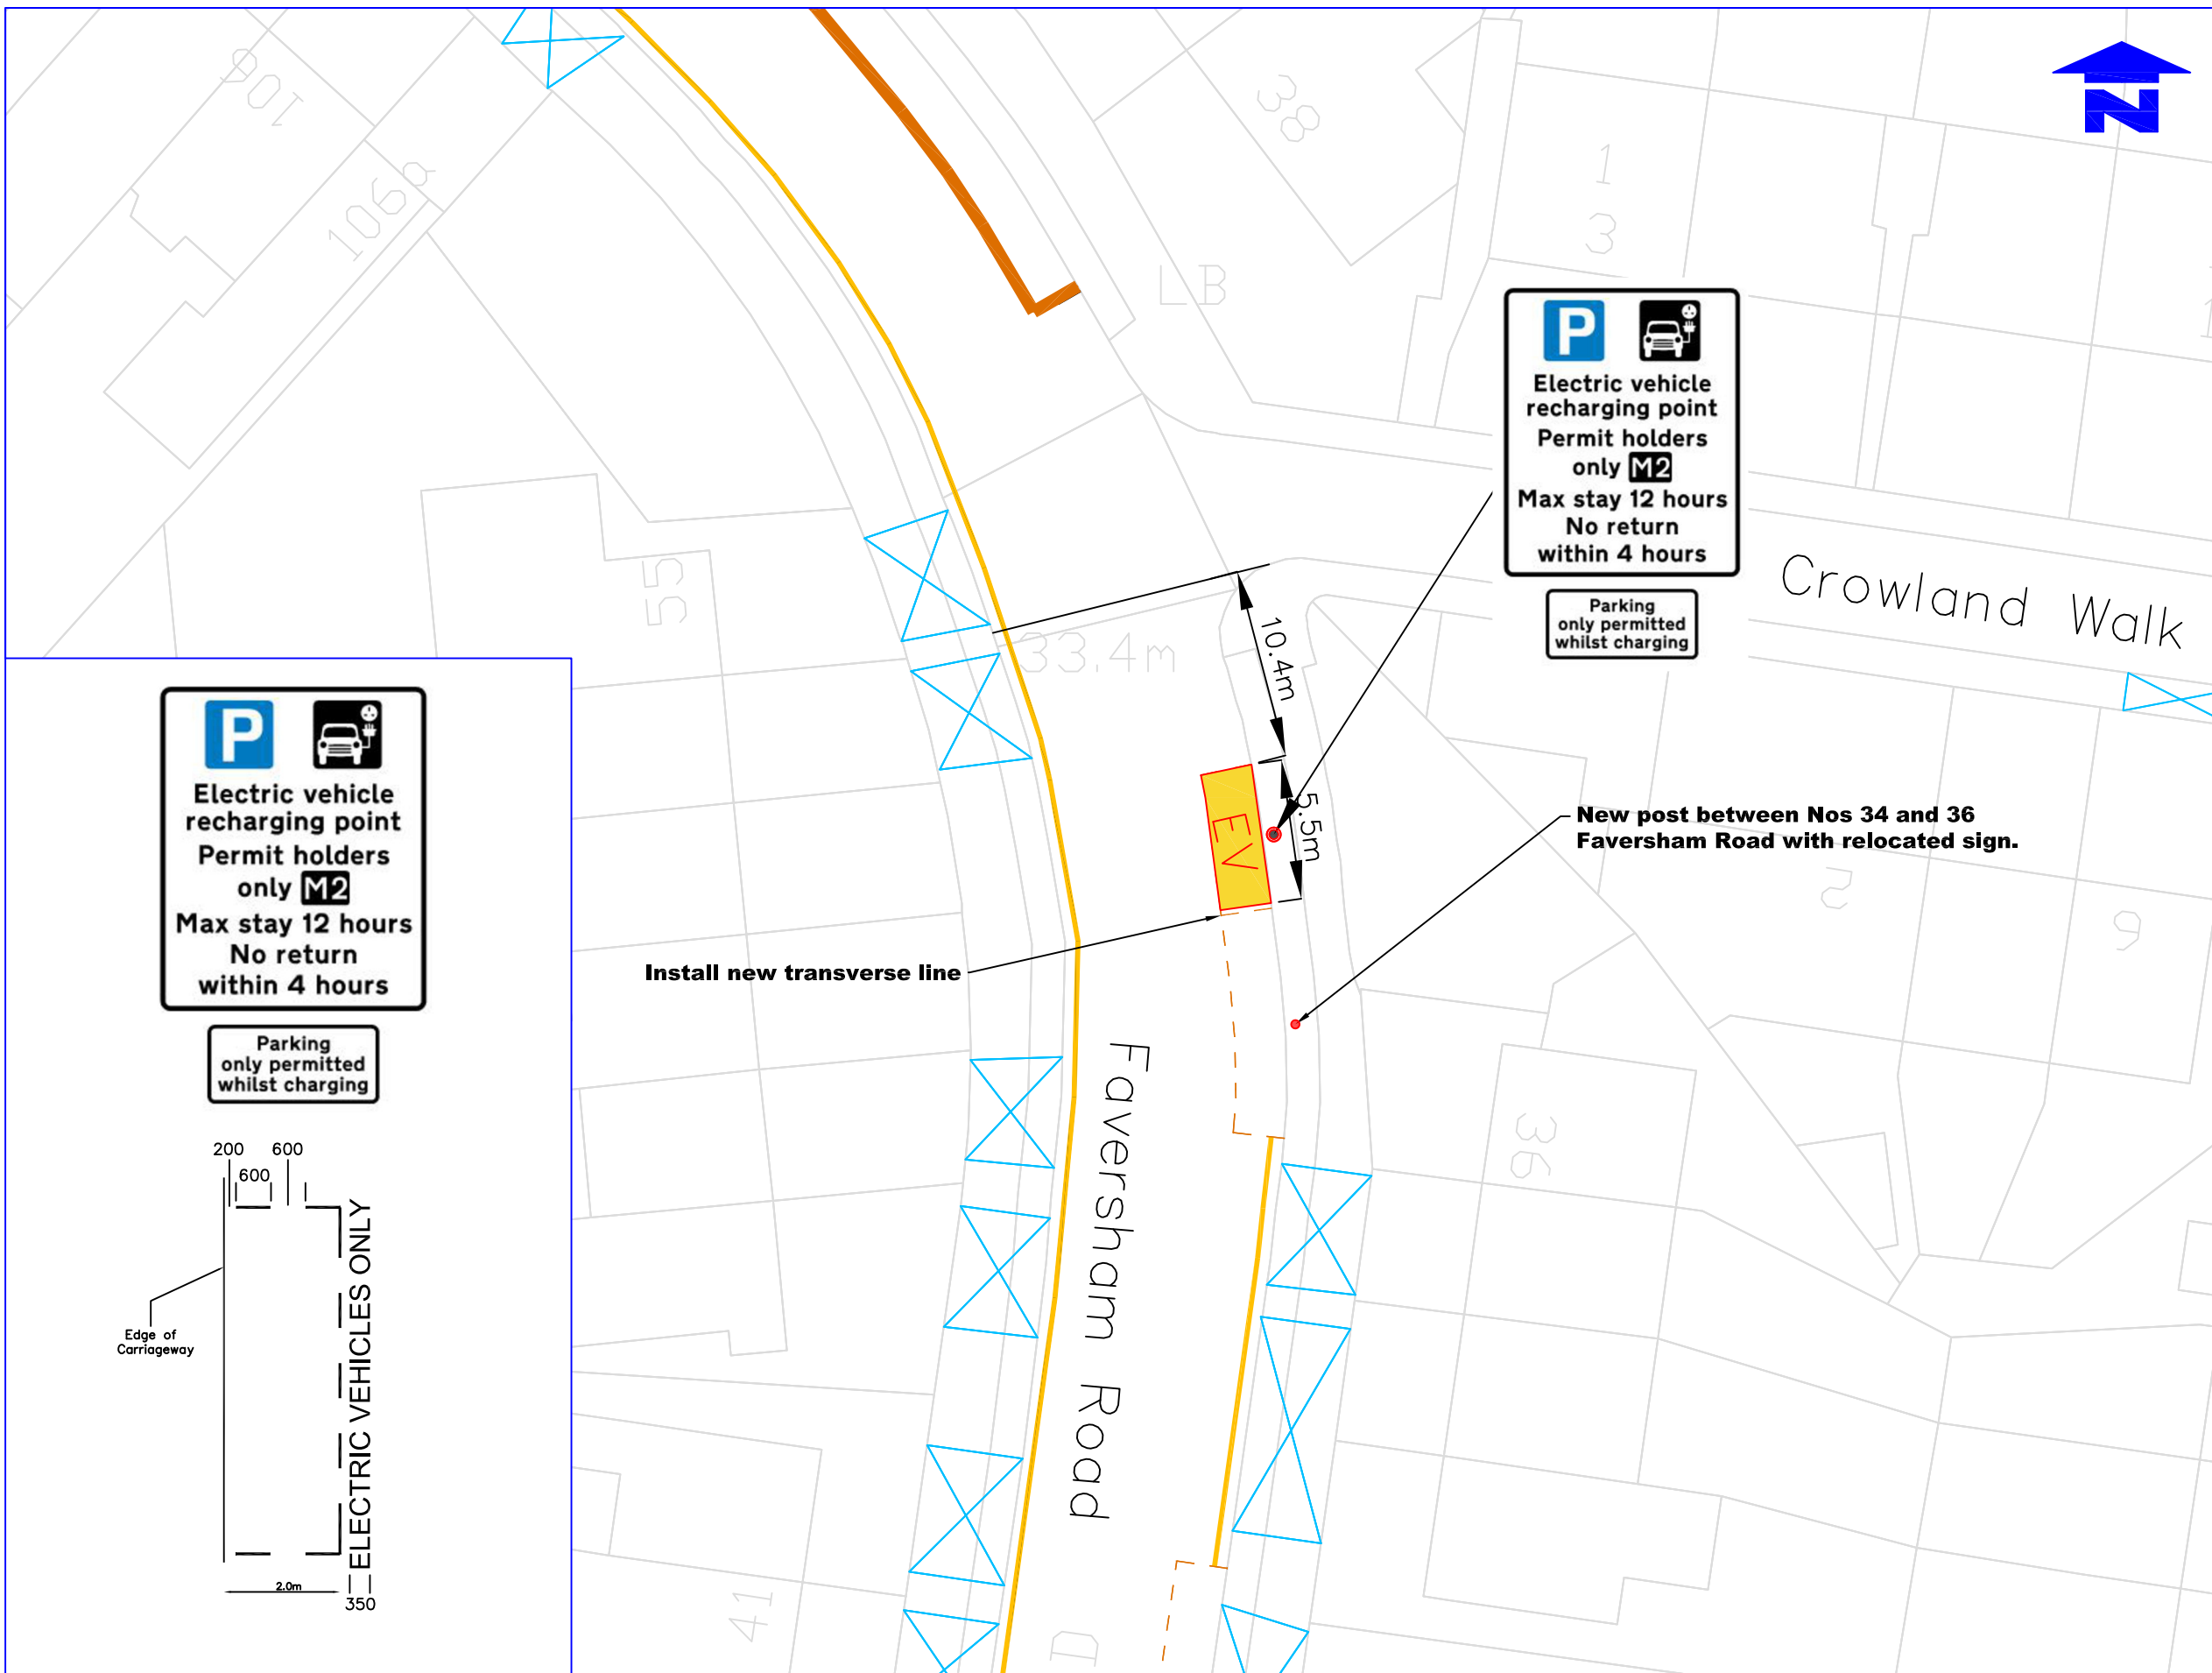 106
106a
38
1
3
LB
P
Electric vehicle
recharging point
Permit holders
only M2
Max stay 12 hours
No return
within 4 hours
Parking
only permitted
whilst charging
N
Crowland Walk
55
33.4m
10.4m
5.5m
EV
New post between Nos 34 and 36
Faversham Road with relocated sign.
Install new transverse line
Faversham Road
36
2
9
41
P
Electric vehicle
recharging point
Permit holders
only M2
Max stay 12 hours
No return
within 4 hours
Parking
only permitted
whilst charging
200
600
600
Edge of
Carriageway
ELECTRIC VEHICLES ONLY
2.0m
350